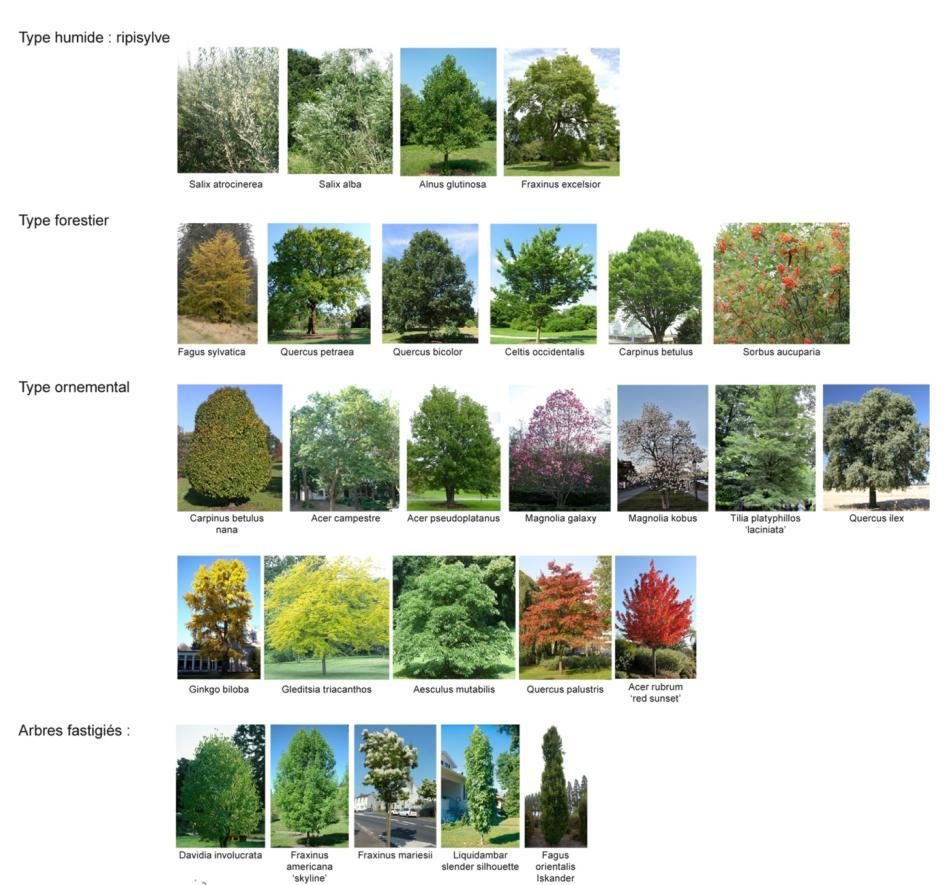 Type humide : ripisylve
Salix atrocinerea
Salix alba
Alnus glutinosa
Fraxinus excelsior
Type forestier
Fagus sylvatica
Quercus petraea
Quercus bicolor
Celtis occidentalis
Carpinus betulus
Sorbus aucuparia
Type ornemental
Carpinus betulus
nana
Acer campestre
Acer pseudoplatanus
Magnolia galaxy
Magnolia kobus
Tilia platyphillos
'laciniata'
Quercus ilex
Ginkgo biloba
Gleditsia triacanthos
Aesculus mutabilis
Quercus palustris
Acer rubrum
'red sunset'
Arbres fastigiés :
Davidia involucrata
Fraxinus
americana
'skyline'
Fraxinus mariesii
Liquidambar
slender silhouette
Fagus
orientalis
Iskander